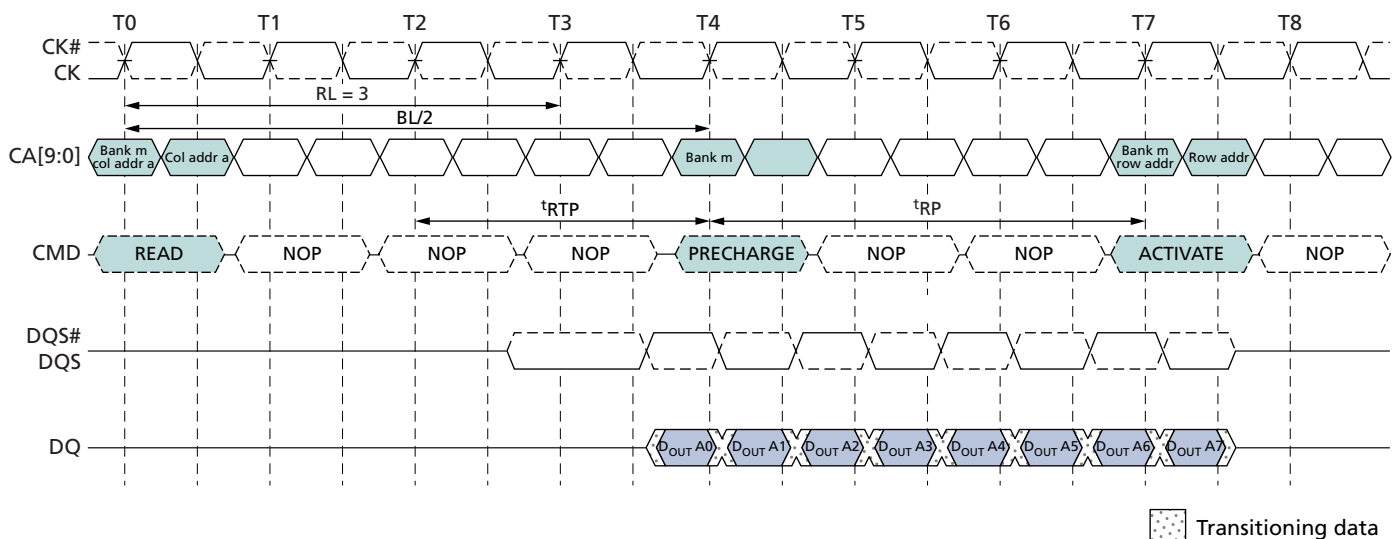 T0 T1 T2 T3 T4 T5 T6 T7 T8
CK#
CK
RL = 3
BL/2
CA[9:0]
Bank m
col addr a
Col addr a
Bank m
Bank m
row addr
Row addr
tRTP
tRP
CMD
READ NOP NOP NOP PRECHARGE NOP NOP ACTIVATE NOP
DQS#
DQS
DQ
DOUT A0 DOUT A1 DOUT A2 DOUT A3 DOUT A4 DOUT A5 DOUT A6 DOUT A7
Transitioning data